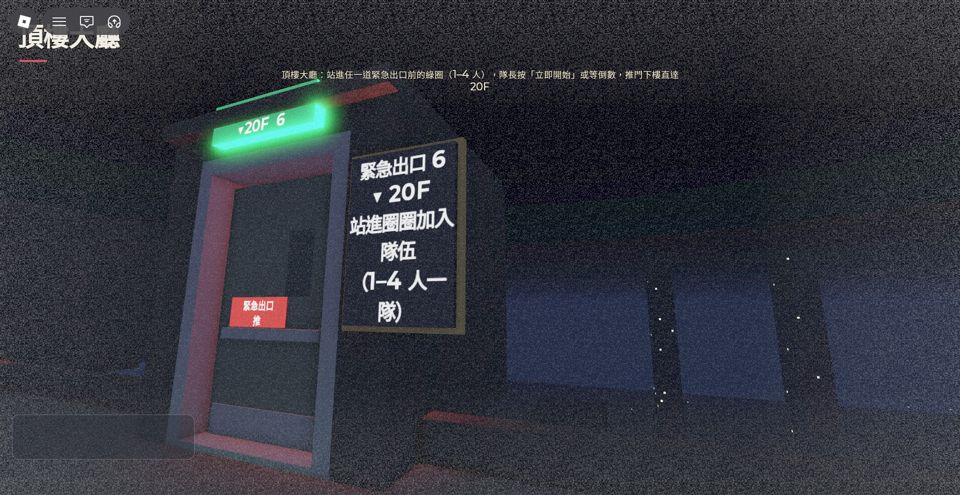 頂樓大廳
頂樓大廳：站進任一道緊急出口前的綠圈（1–4 人），隊長按「立即開始」或等倒數，推門下樓直達
20F
▼20F 6
緊急出口 6
▼ 20F
站進圈圈加入
隊伍
（1–4 人一
隊）
緊急出口
推